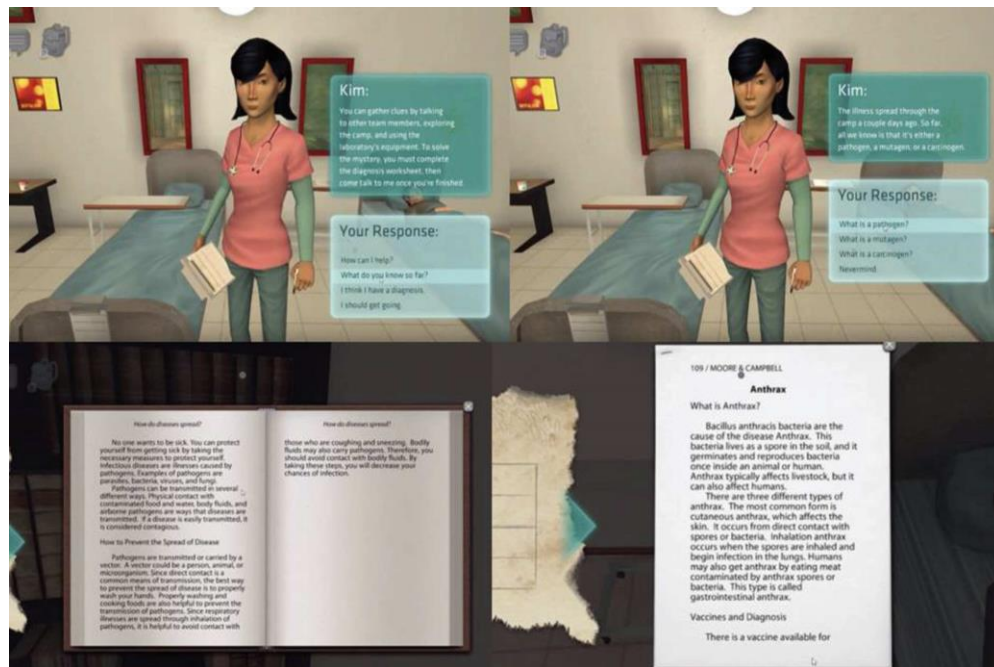 Kim:
You can gather clues by talking
to other team members, exploring
the camp, and using the
laboratory's equipment. To solve
the mystery, you must complete
the diagnosis worksheet, then
come talk to me once you're finished.
Your Response:
How can I help?
What do you know so far?
I think I have a diagnosis.
I should get going.
Kim:
The illness spread through the
camp a couple days ago. So far,
all we know is that it's either a
pathogen, a mutagen, or a carcinogen.
Your Response:
What is a pathogen?
What is a mutagen?
What is a carcinogen?
Nevermind.
How do diseases spread?
No one wants to be sick. You can protect
yourself from getting sick by taking the
necessary measures to protect yourself.
Infectious diseases are illnesses caused by
pathogens. Examples of pathogens are
parasites, bacteria, viruses, and fungi.
Pathogens can be transmitted in several
different ways. Physical contact with
contaminated food and water, body fluids, and
airborne pathogens are ways that diseases are
transmitted. If a disease is easily transmitted, it
is considered contagious.
How to Prevent the Spread of Disease
Pathogens are transmitted or carried by a
vector. A vector could be a person, animal, or
microorganism. Since direct contact is a
common means of transmission, the best way
to prevent the spread of disease is to properly
wash your hands. Properly washing and
cooking foods are also helpful to prevent the
transmission of pathogens. Since respiratory
illnesses are spread through inhalation of
pathogens, it is helpful to avoid contact with
How do diseases spread?
those who are coughing and sneezing. Bodily
fluids may also carry pathogens. Therefore, you
should avoid contact with bodily fluids. By
taking these steps, you will decrease your
chances of infection.
109 / MOORE & CAMPBELL
Anthrax
What is Anthrax?
Bacillus anthracis bacteria are the
cause of the disease Anthrax. This
bacteria lives as a spore in the soil, and it
germinates and reproduces bacteria
once inside an animal or human.
Anthrax typically affects livestock, but it
can also affect humans.
There are three different types of
anthrax. The most common form is
cutaneous anthrax, which affects the
skin. It occurs from direct contact with
spores or bacteria. Inhalation anthrax
occurs when the spores are inhaled and
begin infection in the lungs. Humans
may also get anthrax by eating meat
contaminated by anthrax spores or
bacteria. This type is called
gastrointestinal anthrax.
Vaccines and Diagnosis
There is a vaccine available for